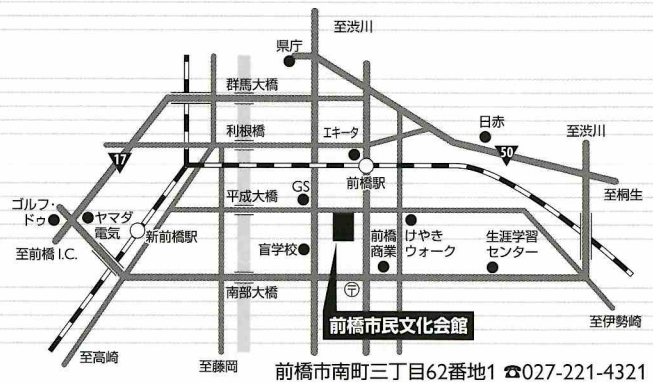 至渋川
県庁
群馬大橋
日赤
利根橋
エキータ
至渋川
17
50
前橋駅
至桐生
GS
平成大橋
ゴルフ・
ドゥ
ヤマダ
電気
新前橋駅
前橋
商業
けやき
ウォーク
生涯学習
センター
盲学校
至前橋I.C.
南部大橋
〒
前橋市民文化会館
至伊勢崎
至高崎
至藤岡
前橋市南町三丁目62番地1 ☎027-221-4321